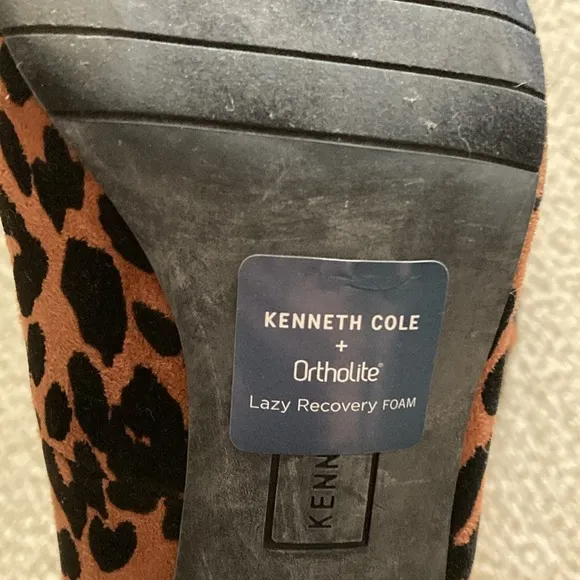 KENNETH COLE
+
Ortholite®
Lazy Recovery FOAM
KENN